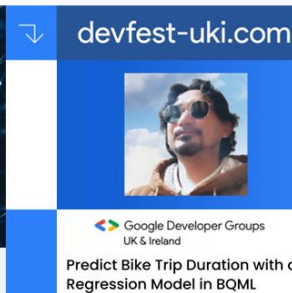 devfest-uki.com
Google Developer Groups
UK & Ireland
Predict Bike Trip Duration with a
Regression Model in BQML